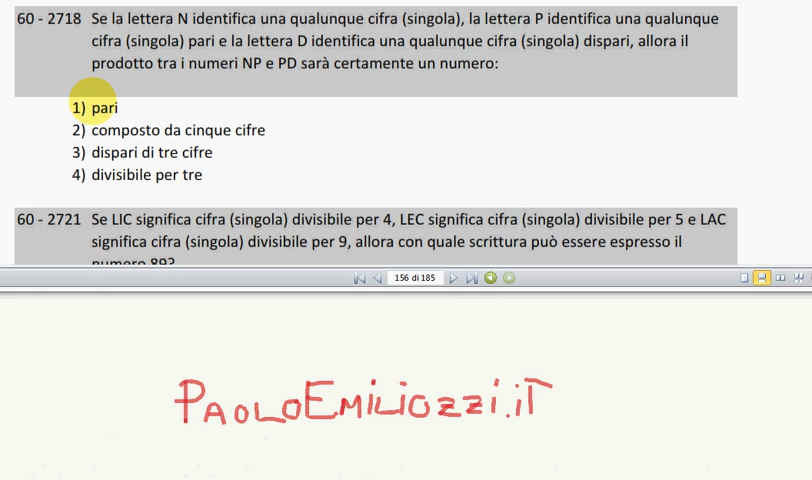 60 - 2718 Se la lettera N identifica una qualunque cifra (singola), la lettera P identifica una qualunque
cifra (singola) pari e la lettera D identifica una qualunque cifra (singola) dispari, allora il
prodotto tra i numeri NP e PD sarà certamente un numero:
1) pari
2) composto da cinque cifre
3) dispari di tre cifre
4) divisibile per tre
60 - 2721 Se LIC significa cifra (singola) divisibile per 4, LEC significa cifra (singola) divisibile per 5 e LAC
significa cifra (singola) divisibile per 9, allora con quale scrittura può essere espresso il
numero 89?
156 di 185
PAOLOEMILIOZZI.IT